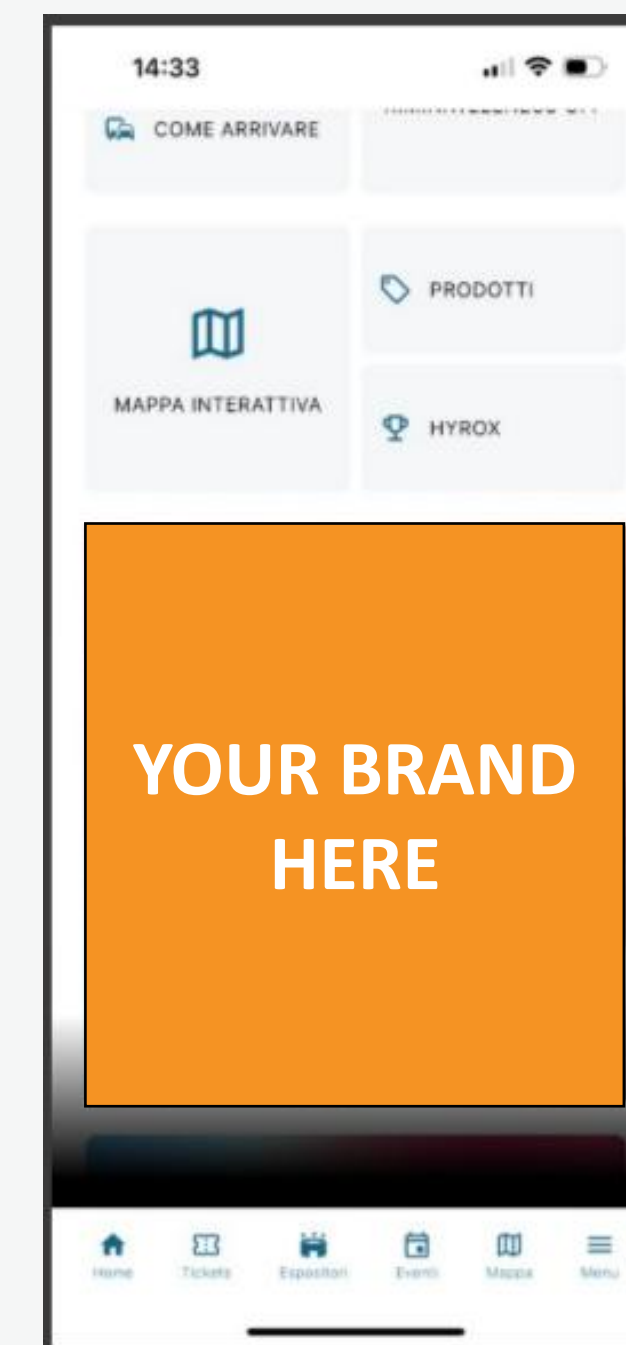 14:33
COME ARRIVARE
MAPPA INTERATTIVA
PRODOTTI
HYROX
YOUR BRAND
HERE
Home Tickets Espositori Eventi Mappa Menu